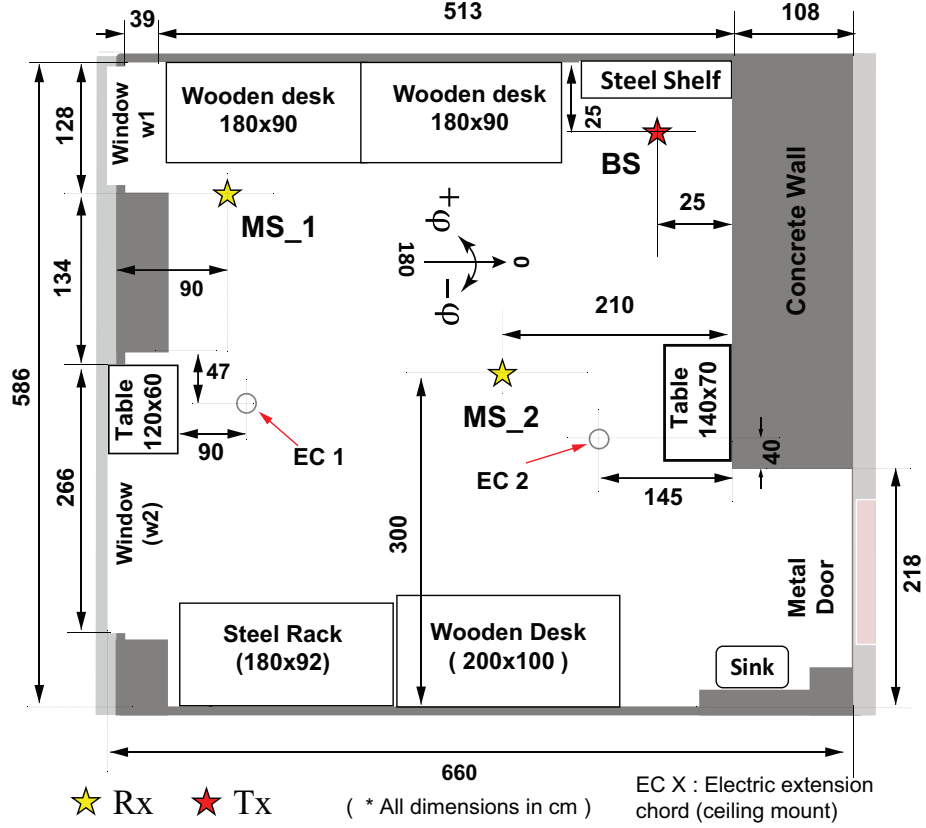 39
513
108
Wooden desk
180x90
Wooden desk
180x90
Steel Shelf
Window
w1
128
25
BS
MS_1
25
Concrete Wall
+φ
180
0
−φ
134
90
210
586
47
Table
120x60
MS_2
Table
140x70
90
EC 1
EC 2
40
145
266
Window
(w2)
300
Metal
Door
218
Steel Rack
(180x92)
Wooden Desk
( 200x100 )
Sink
660
Rx
Tx
( * All dimensions in cm )
EC X : Electric extension
chord (ceiling mount)